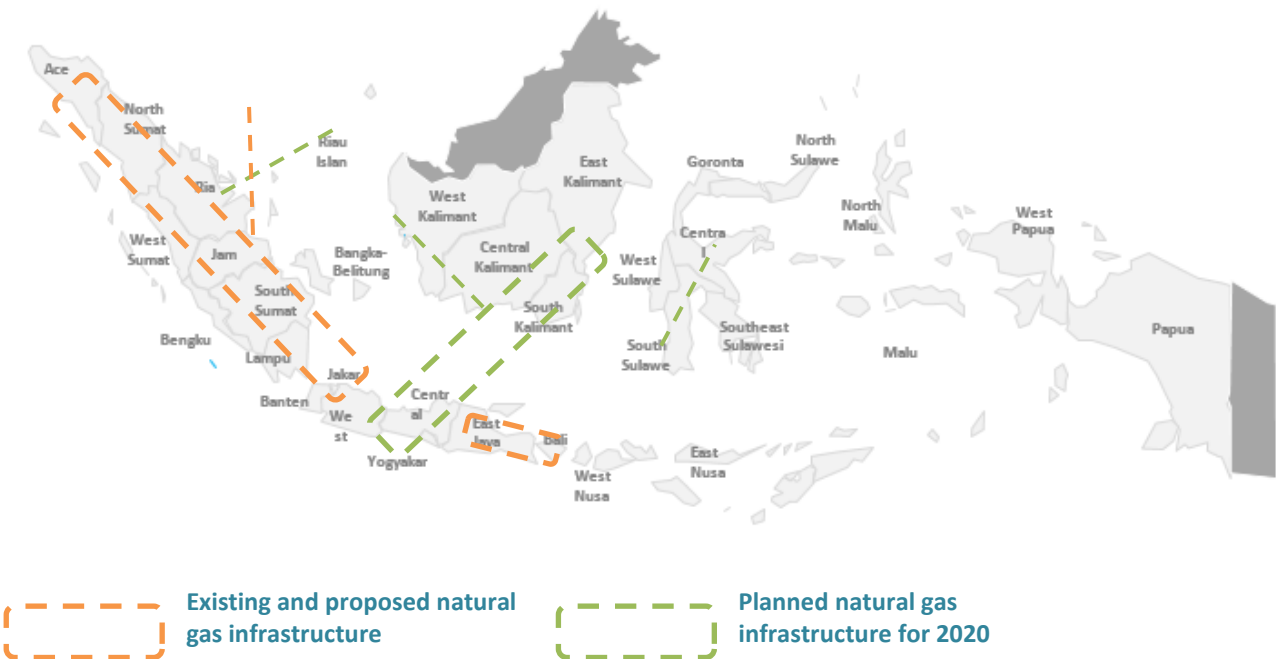 Ace
North
Sumat
Riau
Islan
Ria
West
Sumat
Jam
Bangka-
Belitung
South
Sumat
Bengku
Lampu
Jakar
Banten
We
st
Centr
al
Yogyakar
East
Java
Bali
West
Nusa
East
Nusa
West
Kalimant
East
Kalimant
Central
Kalimant
South
Kalimant
Goronta
North
Sulawe
Centra
l
West
Sulawe
South
Sulawe
Southeast
Sulawesi
North
Malu
Malu
West
Papua
Papua
Existing and proposed natural
gas infrastructure
Planned natural gas
infrastructure for 2020